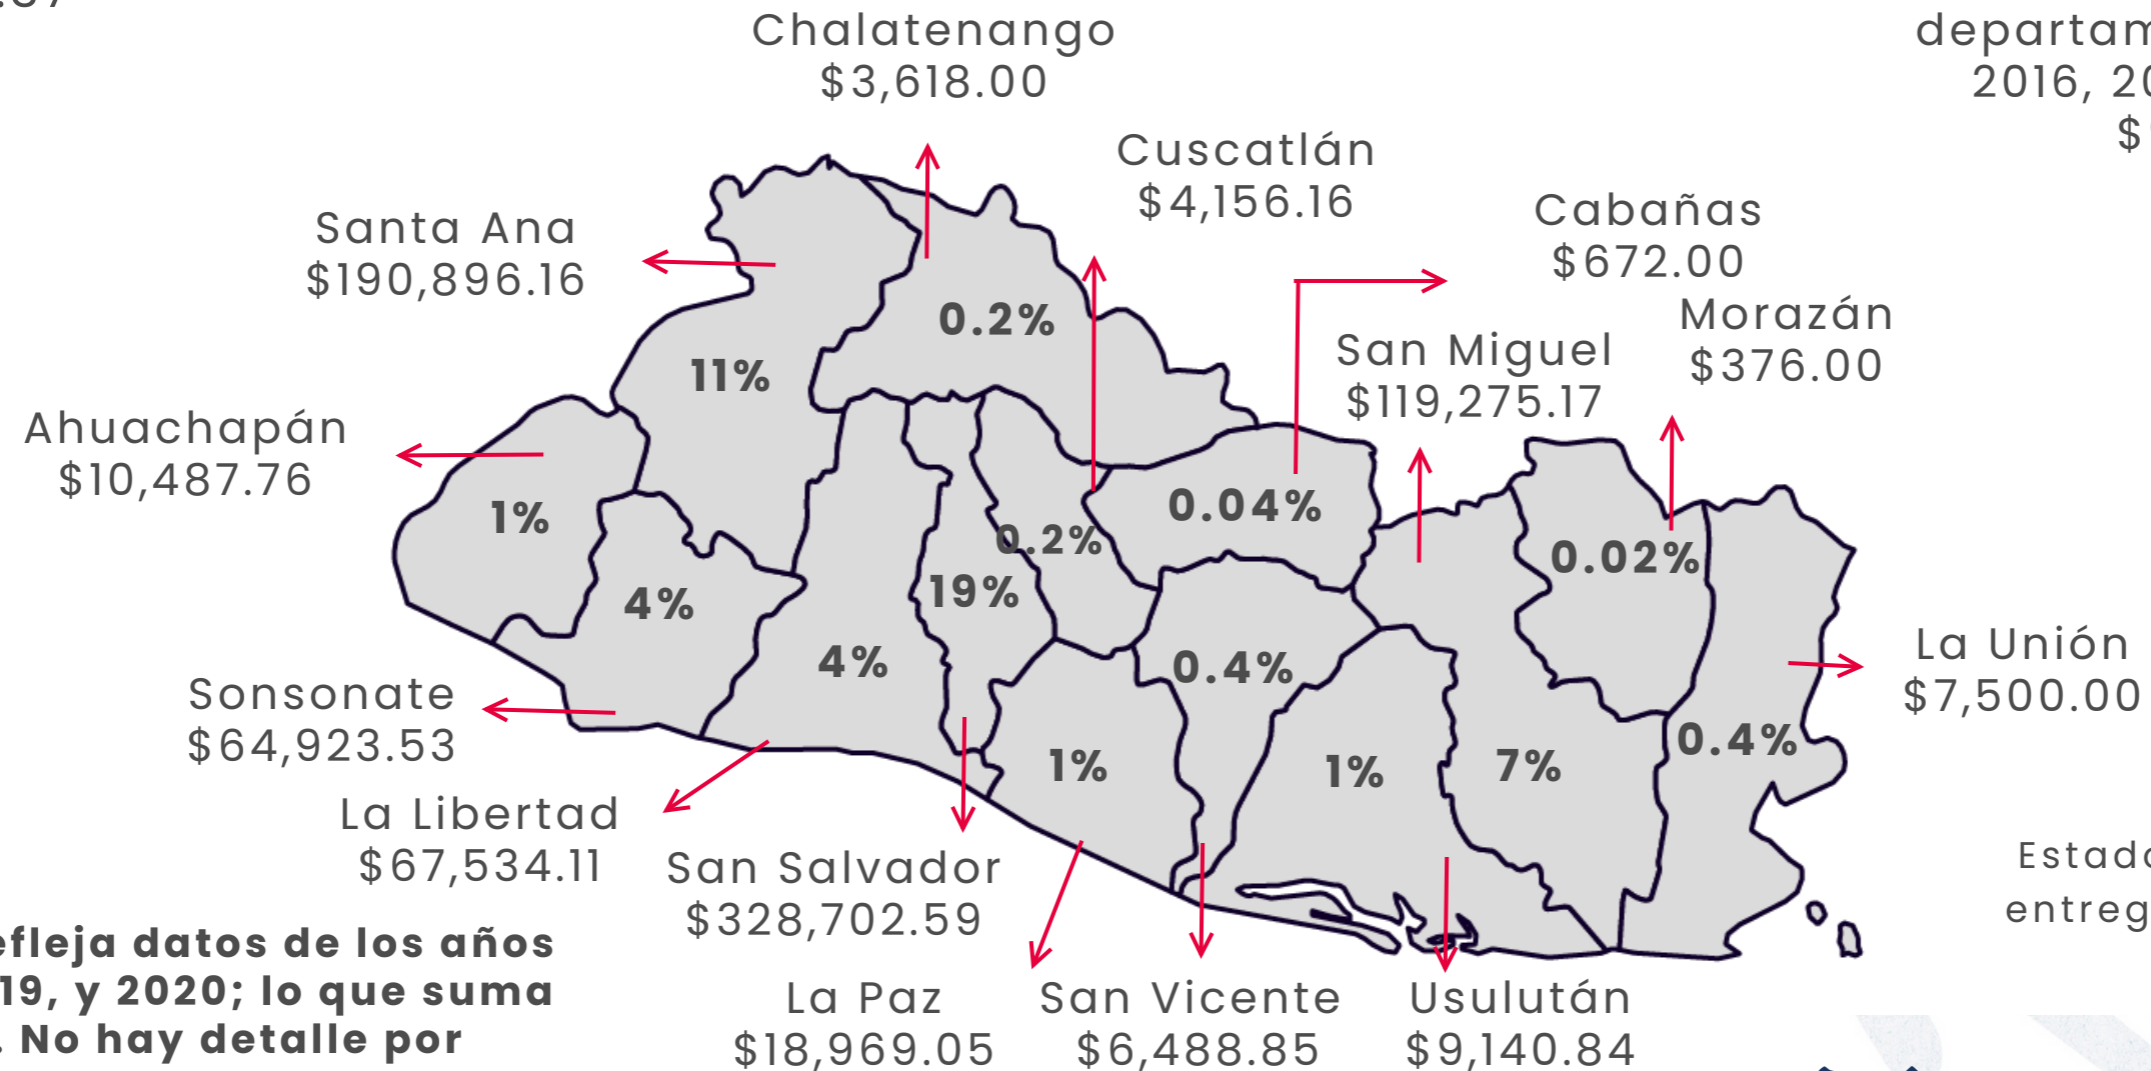 Chalatenango
$3,618.00
departam
2016, 20
$
Cuscatlán
$4,156.16
Cabañas
$672.00
Santa Ana
$190,896.16
Morazán
$376.00
San Miguel
$119,275.17
0.2%
11%
Ahuachapán
$10,487.76
1%
0.04%
0.2%
0.02%
19%
4%
4%
0.4%
La Unión
$7,500.00
Sonsonate
$64,923.53
1%
1%
7%
0.4%
La Libertad
$67,534.11
San Salvador
$328,702.59
Estado
entreg
efleja datos de los años
19, y 2020; lo que suma
. No hay detalle por
La Paz
$18,969.05
San Vicente
$6,488.85
Usulután
$9,140.84